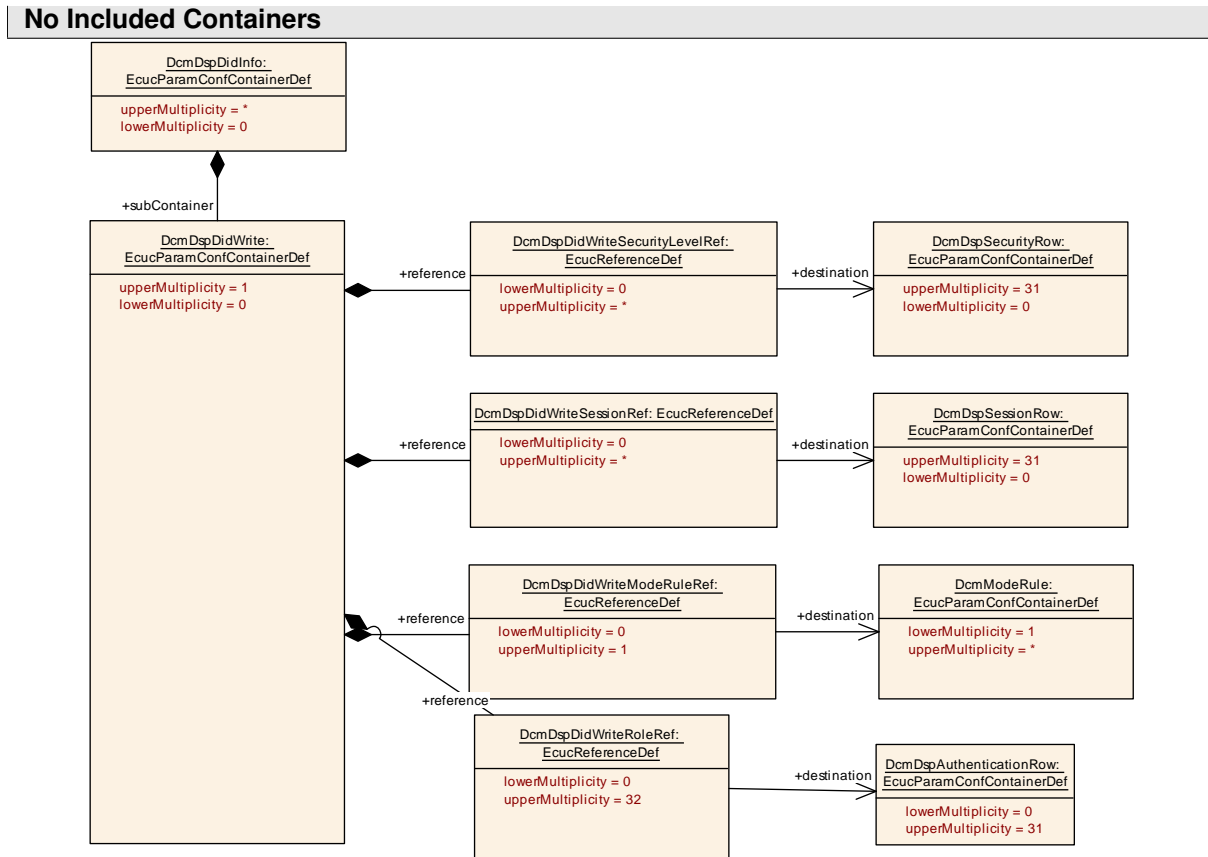 No Included Containers
DcmDspDidInfo:
EcucParamConfContainerDef
upperMultiplicity = *
lowerMultiplicity = 0
+subContainer
DcmDspDidWrite:
EcucParamConfContainerDef
upperMultiplicity = 1
lowerMultiplicity = 0
+reference
DcmDspDidWriteSecurityLevelRef:
EcucReferenceDef
lowerMultiplicity = 0
upperMultiplicity = *
+destination
DcmDspSecurityRow:
EcucParamConfContainerDef
upperMultiplicity = 31
lowerMultiplicity = 0
+reference
DcmDspDidWriteSessionRef: EcucReferenceDef
lowerMultiplicity = 0
upperMultiplicity = *
+destination
DcmDspSessionRow:
EcucParamConfContainerDef
upperMultiplicity = 31
lowerMultiplicity = 0
+reference
DcmDspDidWriteModeRuleRef:
EcucReferenceDef
lowerMultiplicity = 0
upperMultiplicity = 1
+destination
DcmModeRule:
EcucParamConfContainerDef
lowerMultiplicity = 1
upperMultiplicity = *
+reference
DcmDspDidWriteRoleRef:
EcucReferenceDef
lowerMultiplicity = 0
upperMultiplicity = 32
+destination
DcmDspAuthenticationRow:
EcucParamConfContainerDef
lowerMultiplicity = 0
upperMultiplicity = 31